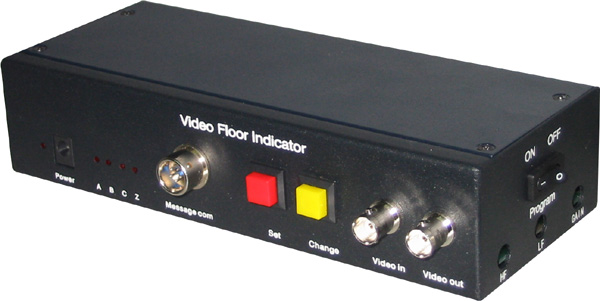 Video Floor Indicator
Power
A B C Z
Message com
Set
Change
Video in
Video out
ON OFF
Program
HF
LF
GAIN